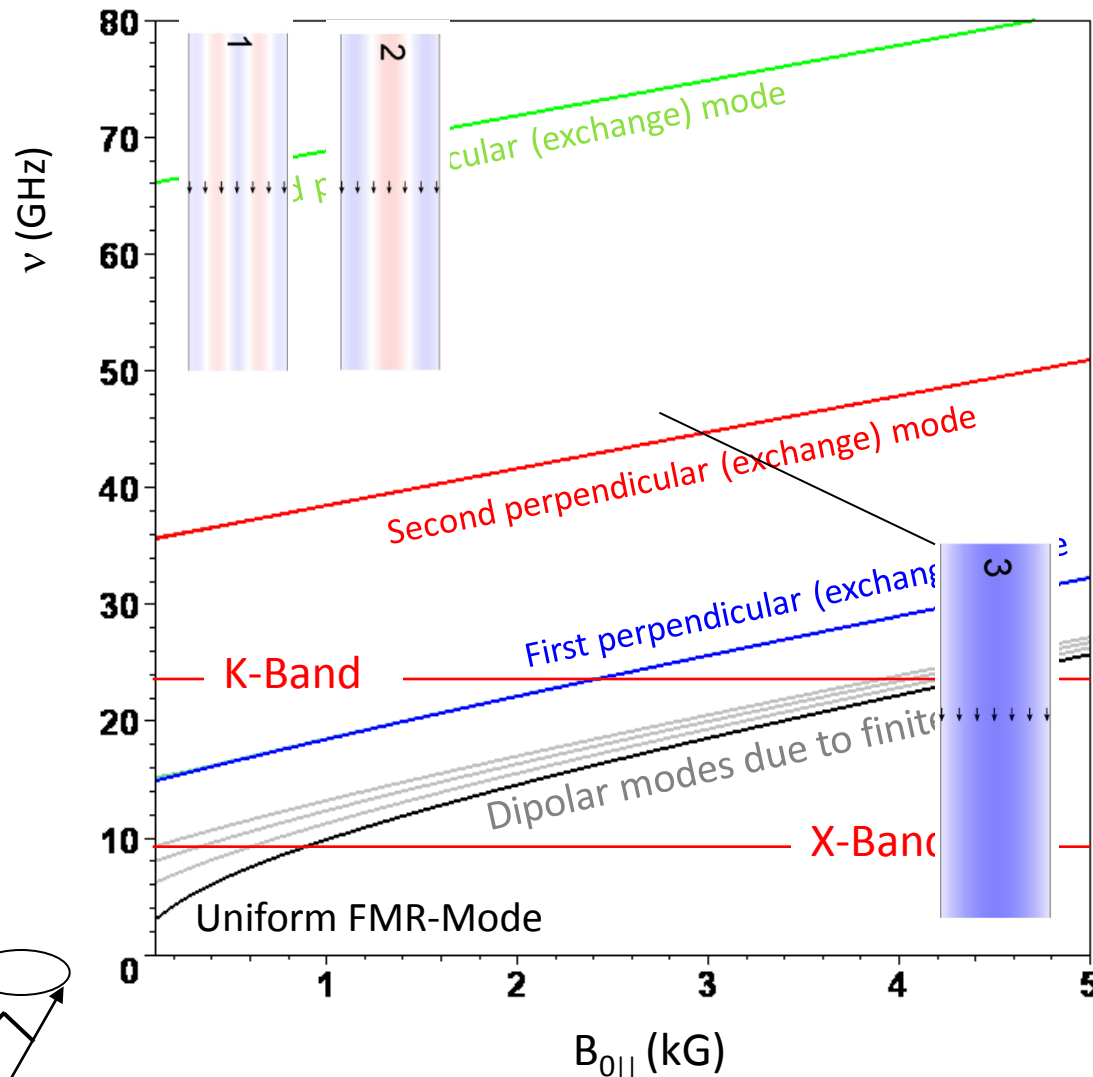 80
70
60
50
40
30
20
10
0
ν (GHz)
1
2
d p
cular (exchange) mode
Second perpendicular (exchange) mode
3
First perpendicular (exchang
e
K-Band
Dipolar modes due to finite
X-Band
Uniform FMR-Mode
1
2
3
4
5
B0|| (kG)